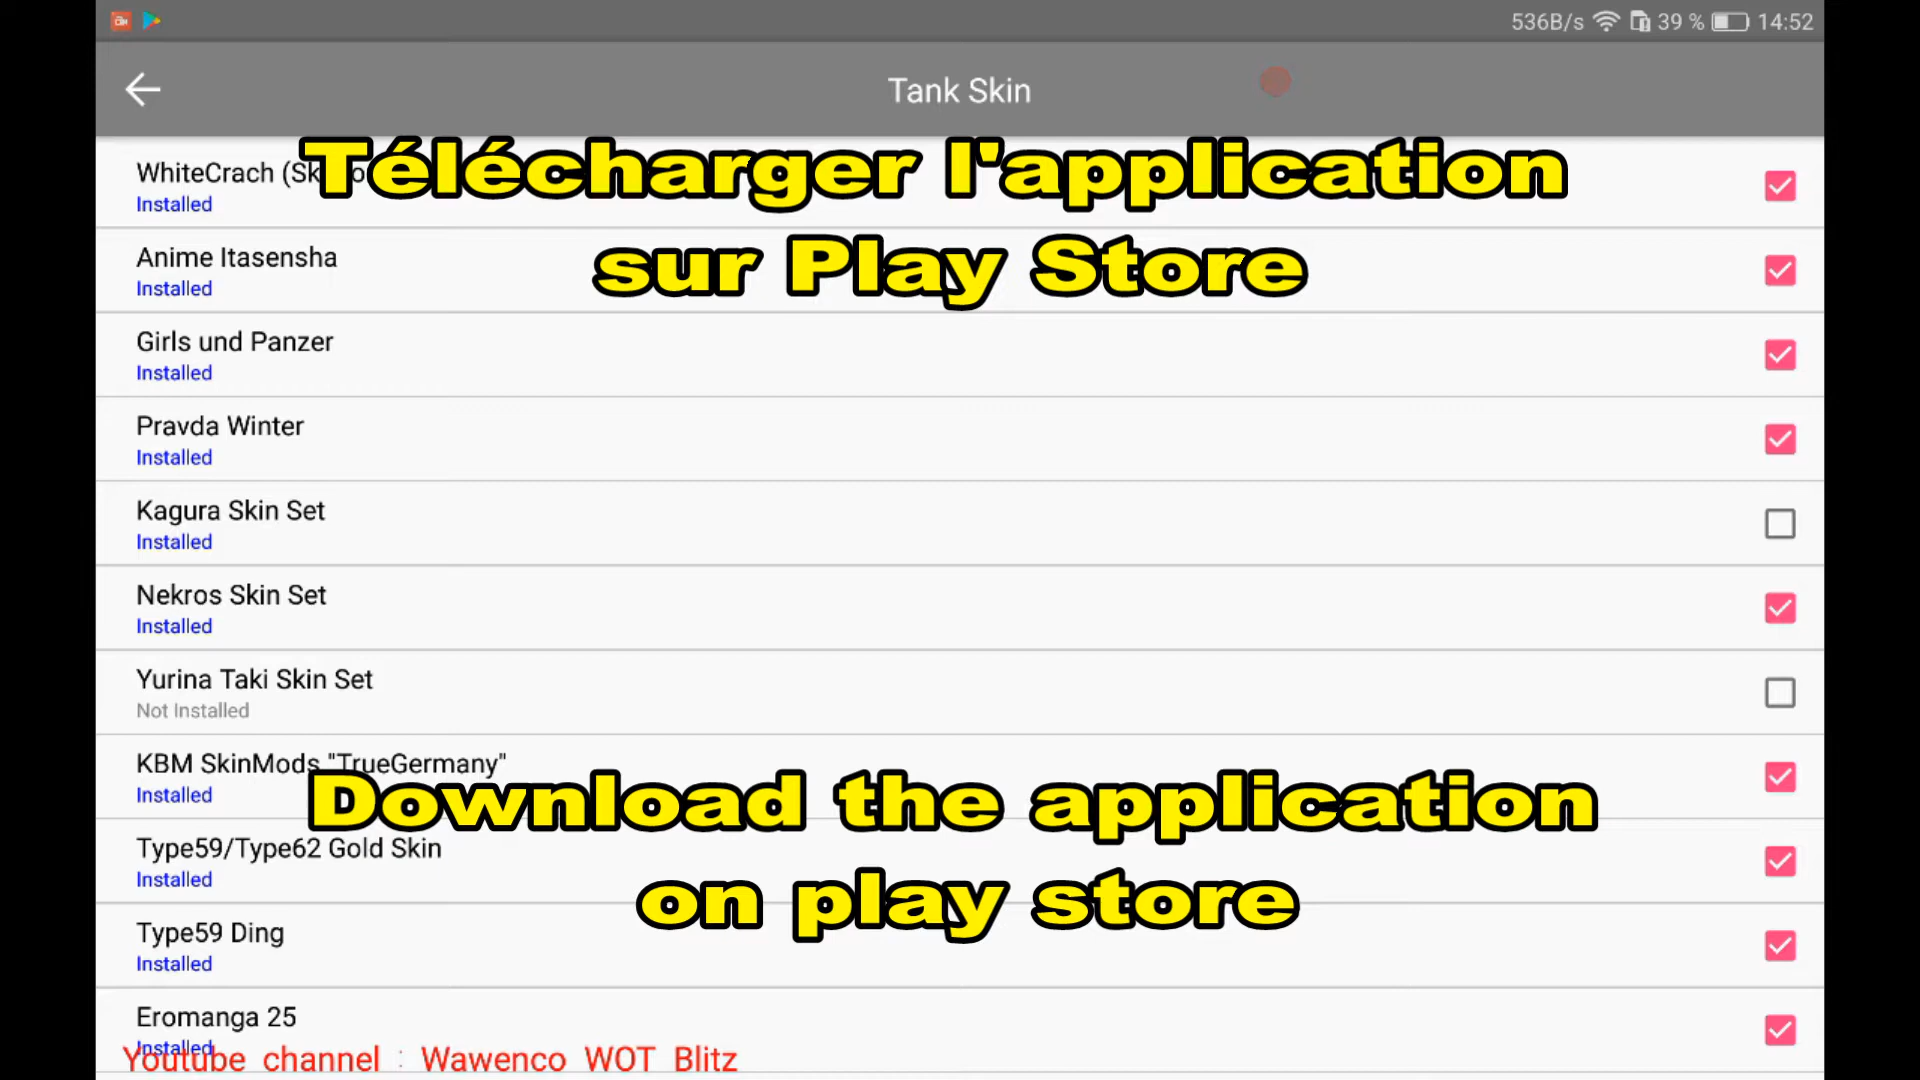 536B/s 39 % 14:52
Tank Skin
WhiteCrach (Sk
Télécharger l'application
Installed
sur Play Store
Anime Itasensha
Installed
Girls und Panzer
Installed
Pravda Winter
Installed
Kagura Skin Set
Installed
Nekros Skin Set
Installed
Yurina Taki Skin Set
Not Installed
KBM SkinMods "TrueGermany"
Installed
Download the application
on play store
Type59/Type62 Gold Skin
Installed
Type59 Ding
Installed
Eromanga 25
Installed
Youtube channel : Wawenco WOT Blitz